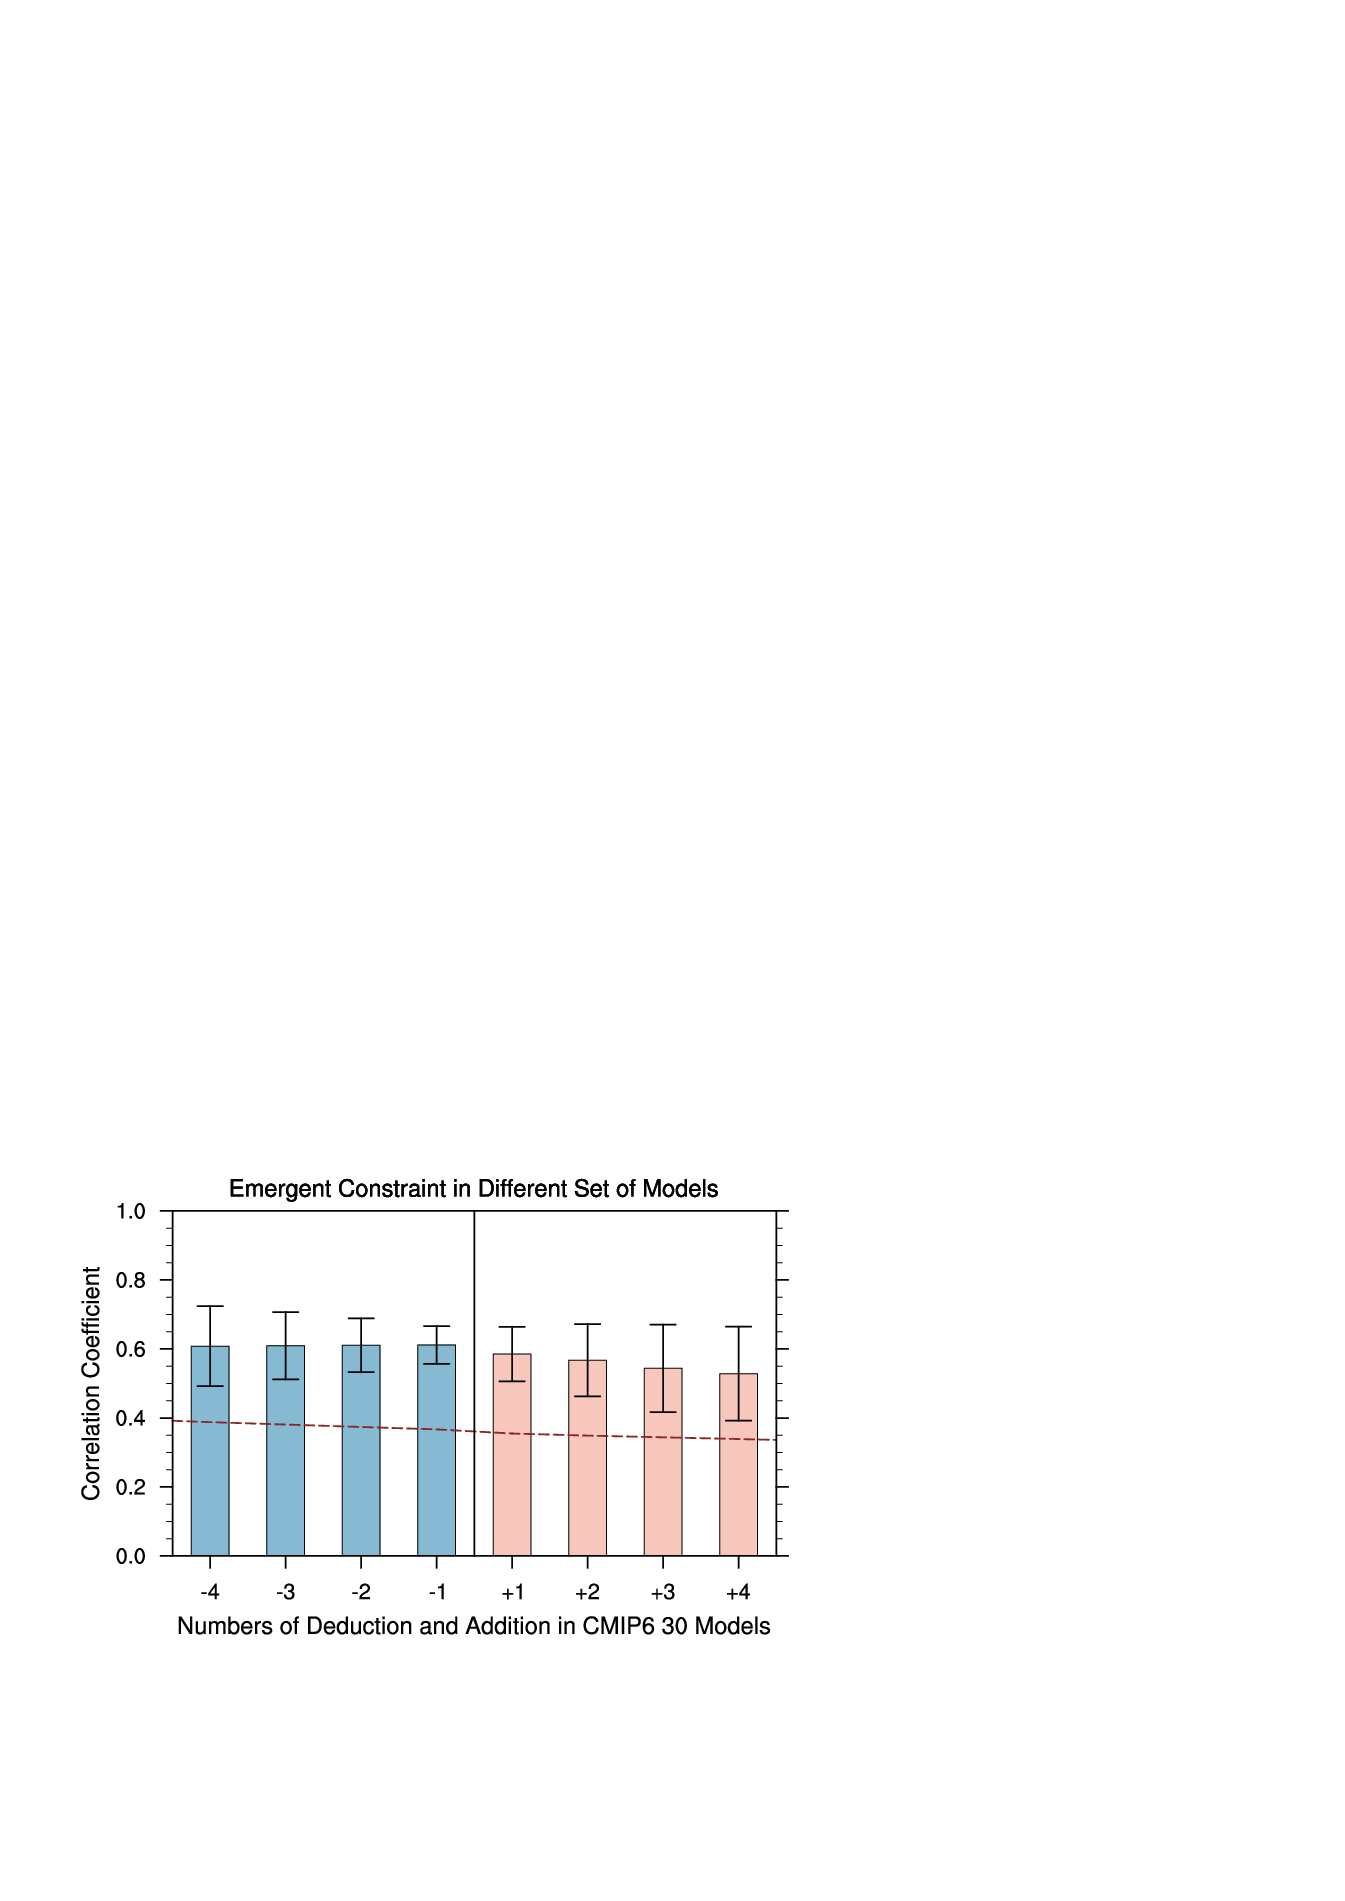 Emergent Constraint in Different Set of Models
1.0
0.8
0.6
0.4
0.2
0.0
Correlation Coefficient
-4 -3 -2 -1 +1 +2 +3 +4
Numbers of Deduction and Addition in CMIP6 30 Models